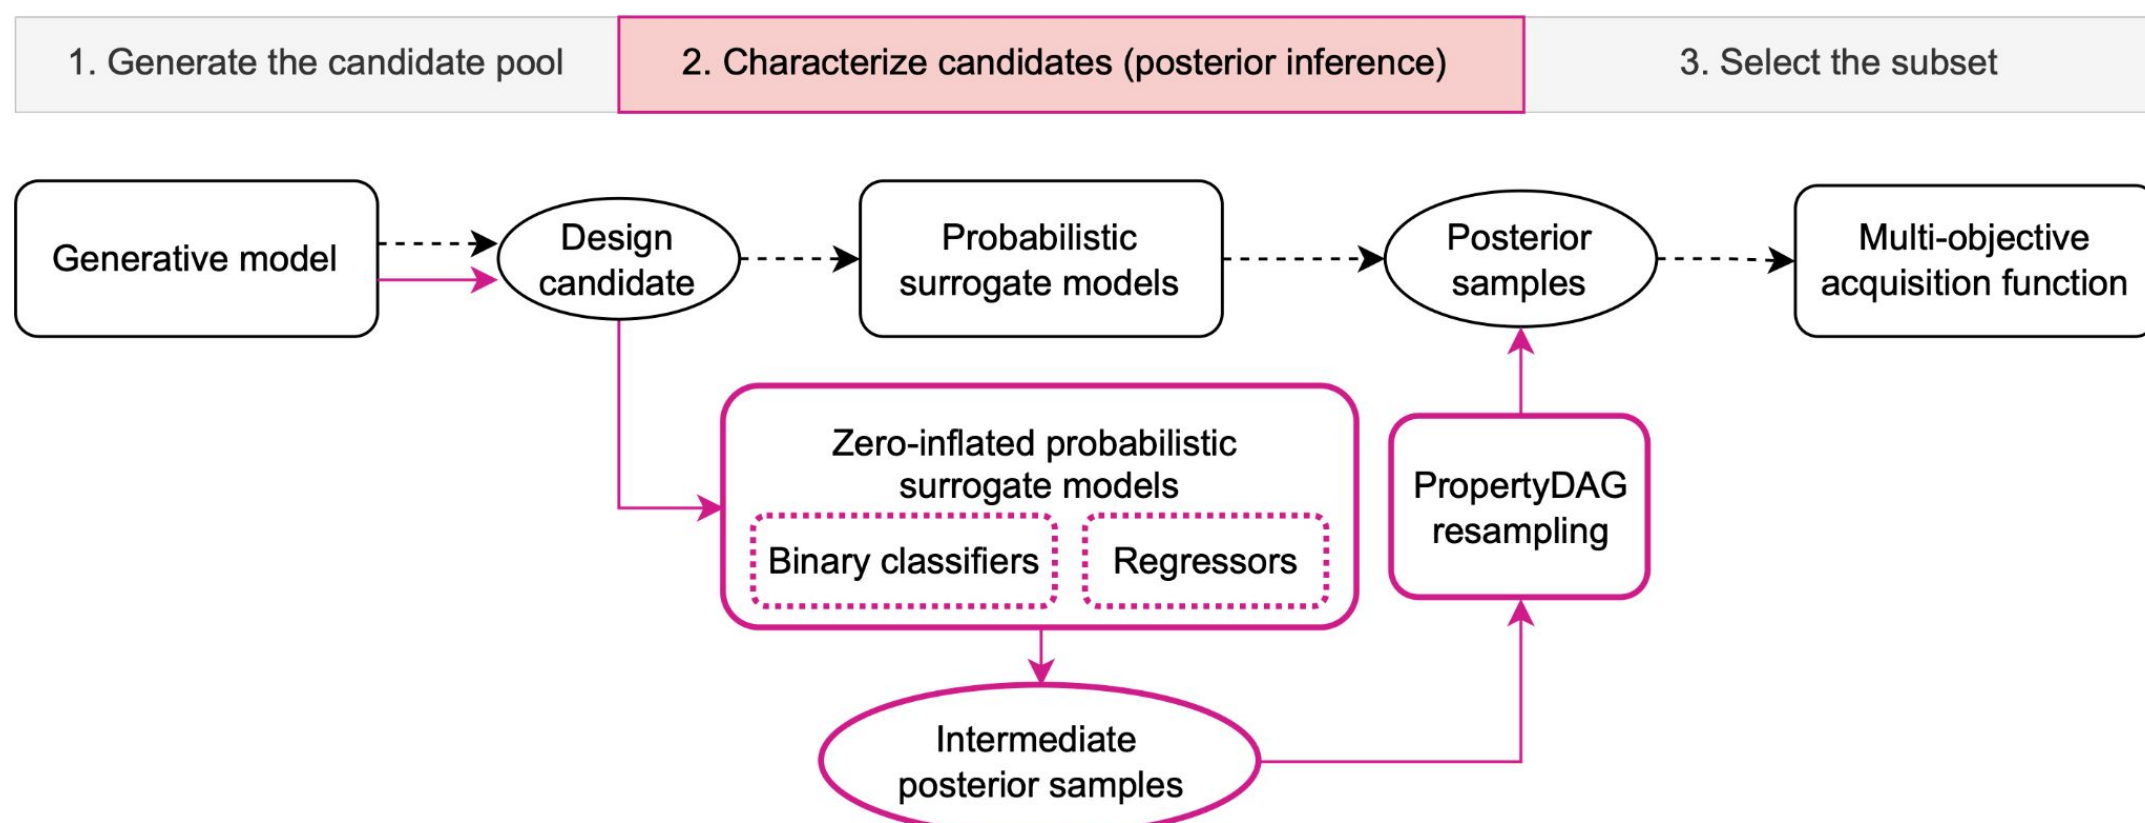 1. Generate the candidate pool
2. Characterize candidates (posterior inference)
3. Select the subset
Generative model
Design
candidate
Probabilistic
surrogate models
Posterior
samples
Multi-objective
acquisition function
Zero-inflated probabilistic
surrogate models
Binary classifiers
Regressors
PropertyDAG
resampling
Intermediate
posterior samples